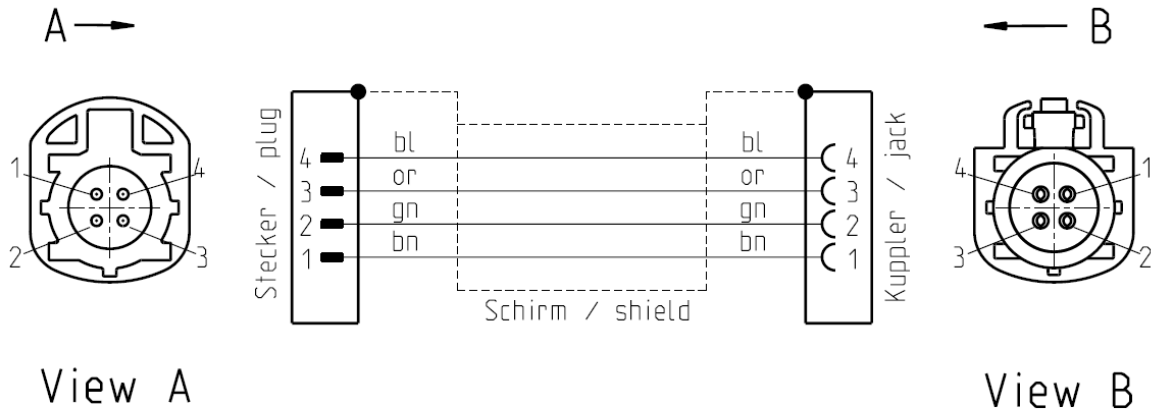 A
B
Stecker / plug
Kuppler / jack
4 bl bl 4
3 or or 3
2 gn gn 2
1 bn bn 1
1 4
2 3
4 1
3 2
Schirm / shield
View A
View B